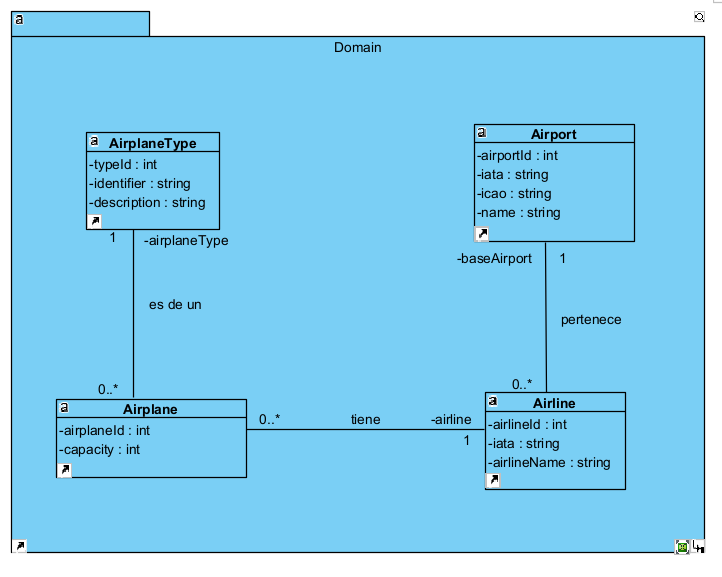 a
Domain
a AirplaneType
-typeId : int
-identifier : string
-description : string
1
-airplaneType
es de un
0..*
a Airport
-airportId : int
-iata : string
-icao : string
-name : string
-baseAirport
1
pertenece
0..*
a Airplane
-airplaneId : int
-capacity : int
0..*
tiene
-airline
1
a Airline
-airlineId : int
-iata : string
-airlineName : string